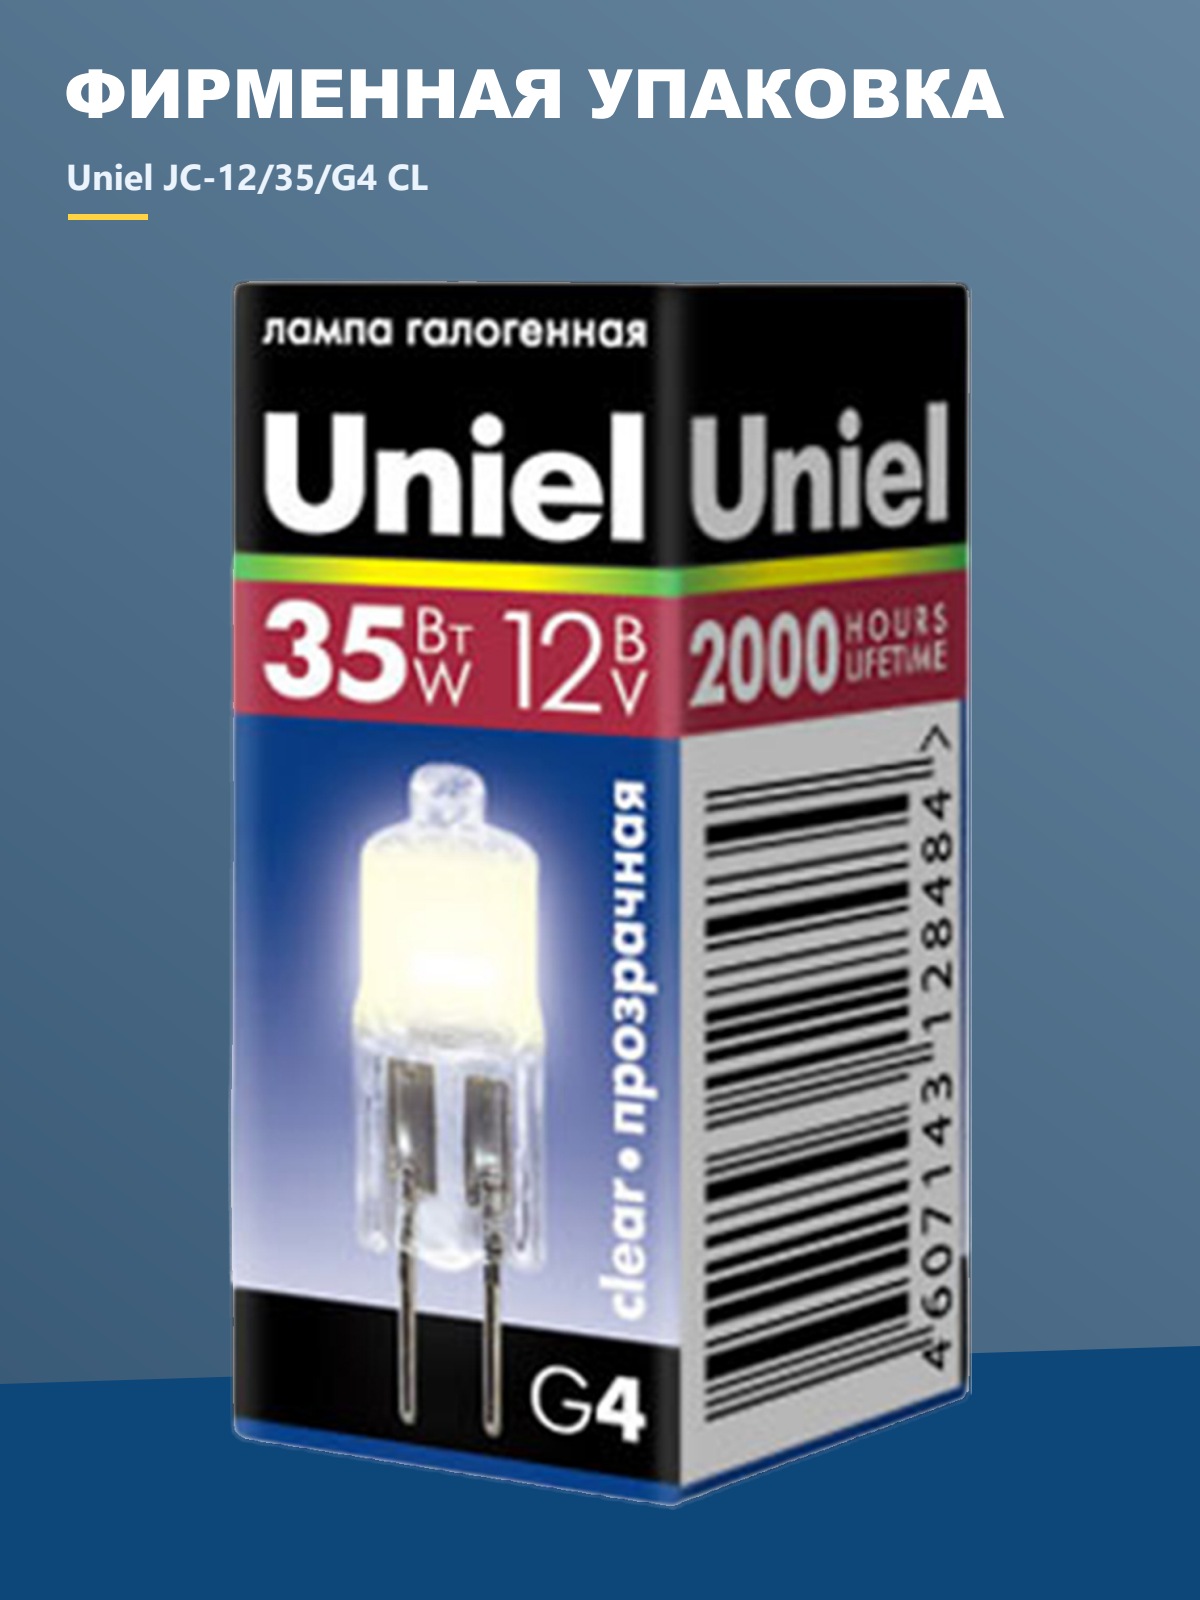 ФИРМЕННАЯ УПАКОВКА
Uniel JC-12/35/G4 CL
лампа галогенная
Uniel
35 Вт W 12 В V
clear • прозрачная
G4
Uniel
2000 HOURS LIFETIME
4 607143 128484 >